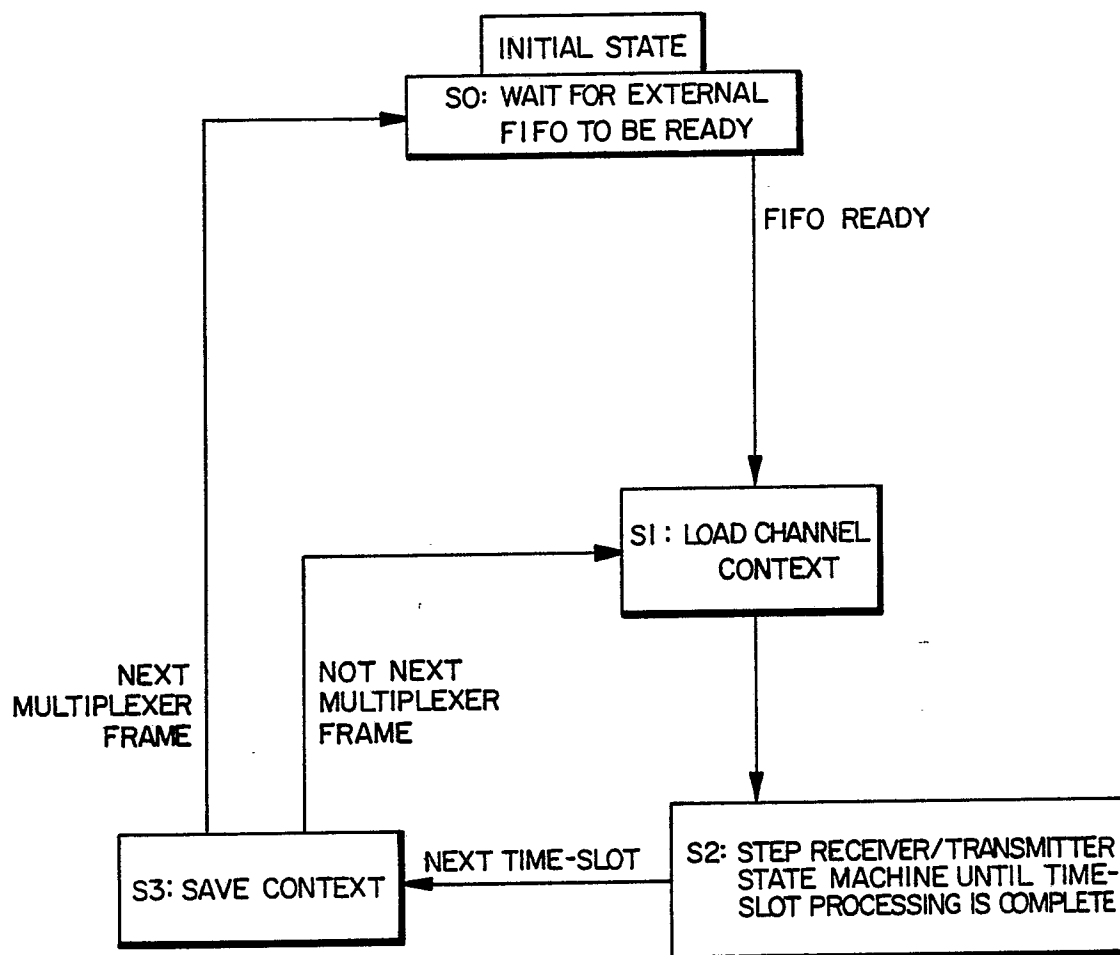 INITIAL STATE
S0: WAIT FOR EXTERNAL
FIFO TO BE READY
FIFO READY
S1: LOAD CHANNEL
CONTEXT
NEXT
MULTIPLEXER
FRAME
NOT NEXT
MULTIPLEXER
FRAME
S3: SAVE CONTEXT
NEXT TIME-SLOT
S2: STEP RECEIVER/TRANSMITTER
STATE MACHINE UNTIL TIME-
SLOT PROCESSING IS COMPLETE